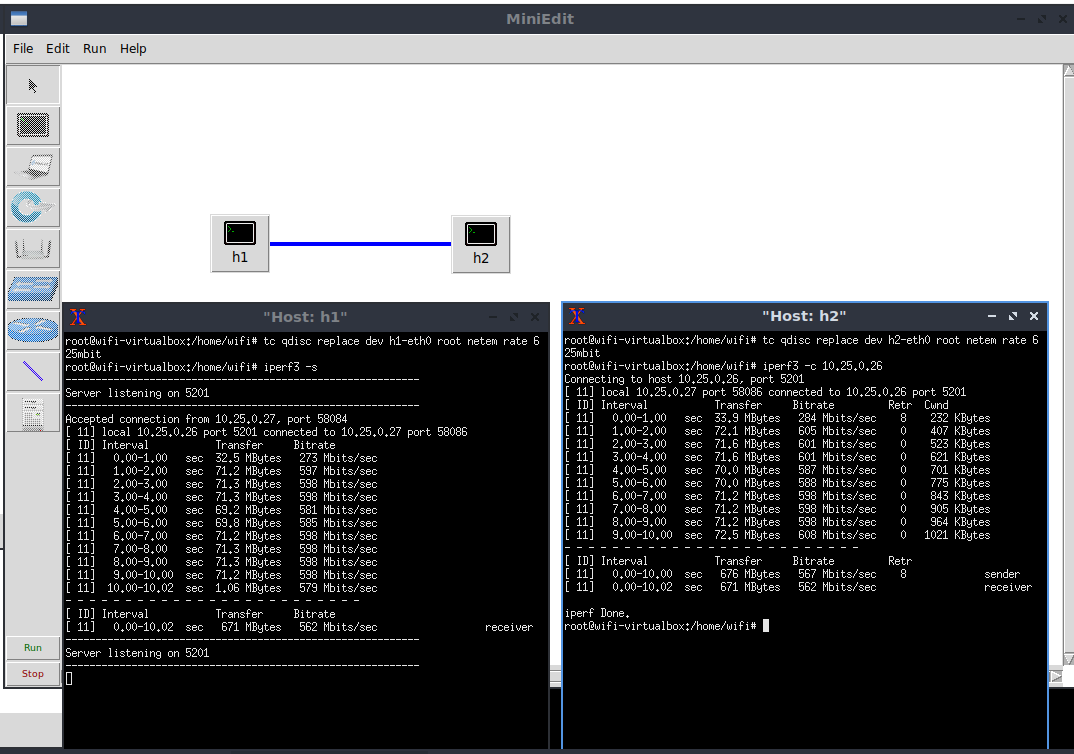 MiniEdit
File Edit Run Help
h1
h2
Run
Stop
"Host: h1"
root@wifi-virtualbox:/home/wifi# tc qdisc replace dev h1-eth0 root netem rate 6
25mbit
root@wifi-virtualbox:/home/wifi# iperf3 -s
-----------------------------------------------------------
Server listening on 5201
-----------------------------------------------------------
Accepted connection from 10.25.0.27, port 58084
[ 11] local 10.25.0.26 port 5201 connected to 10.25.0.27 port 58086
[ ID] Interval Transfer Bitrate
[ 11] 0.00-1.00 sec 32.5 MBytes 273 Mbits/sec
[ 11] 1.00-2.00 sec 71.2 MBytes 597 Mbits/sec
[ 11] 2.00-3.00 sec 71.3 MBytes 598 Mbits/sec
[ 11] 3.00-4.00 sec 71.3 MBytes 598 Mbits/sec
[ 11] 4.00-5.00 sec 69.2 MBytes 581 Mbits/sec
[ 11] 5.00-6.00 sec 69.8 MBytes 585 Mbits/sec
[ 11] 6.00-7.00 sec 71.2 MBytes 598 Mbits/sec
[ 11] 7.00-8.00 sec 71.3 MBytes 598 Mbits/sec
[ 11] 8.00-9.00 sec 71.3 MBytes 598 Mbits/sec
[ 11] 9.00-10.00 sec 71.2 MBytes 598 Mbits/sec
[ 11] 10.00-10.02 sec 1.06 MBytes 579 Mbits/sec
- - - - - - - - - - - - - - - - - - - - - - - - -
[ ID] Interval Transfer Bitrate
[ 11] 0.00-10.02 sec 671 MBytes 562 Mbits/sec receiver
-----------------------------------------------------------
Server listening on 5201
-----------------------------------------------------------
"Host: h2"
root@wifi-virtualbox:/home/wifi# tc qdisc replace dev h2-eth0 root netem rate 6
25mbit
root@wifi-virtualbox:/home/wifi# iperf3 -c 10.25.0.26
Connecting to host 10.25.0.26, port 5201
[ 11] local 10.25.0.27 port 58086 connected to 10.25.0.26 port 5201
[ ID] Interval Transfer Bitrate Retr Cwnd
[ 11] 0.00-1.00 sec 33.9 MBytes 284 Mbits/sec 8 232 KBytes
[ 11] 1.00-2.00 sec 72.1 MBytes 605 Mbits/sec 0 407 KBytes
[ 11] 2.00-3.00 sec 71.6 MBytes 601 Mbits/sec 0 523 KBytes
[ 11] 3.00-4.00 sec 71.6 MBytes 601 Mbits/sec 0 621 KBytes
[ 11] 4.00-5.00 sec 70.0 MBytes 587 Mbits/sec 0 701 KBytes
[ 11] 5.00-6.00 sec 70.0 MBytes 588 Mbits/sec 0 775 KBytes
[ 11] 6.00-7.00 sec 71.2 MBytes 598 Mbits/sec 0 843 KBytes
[ 11] 7.00-8.00 sec 71.2 MBytes 598 Mbits/sec 0 905 KBytes
[ 11] 8.00-9.00 sec 71.2 MBytes 598 Mbits/sec 0 964 KBytes
[ 11] 9.00-10.00 sec 72.5 MBytes 608 Mbits/sec 0 1021 KBytes
- - - - - - - - - - - - - - - - - - - - - - - - -
[ ID] Interval Transfer Bitrate Retr
[ 11] 0.00-10.00 sec 676 MBytes 567 Mbits/sec 8 sender
[ 11] 0.00-10.02 sec 671 MBytes 562 Mbits/sec receiver
iperf Done.
root@wifi-virtualbox:/home/wifi#